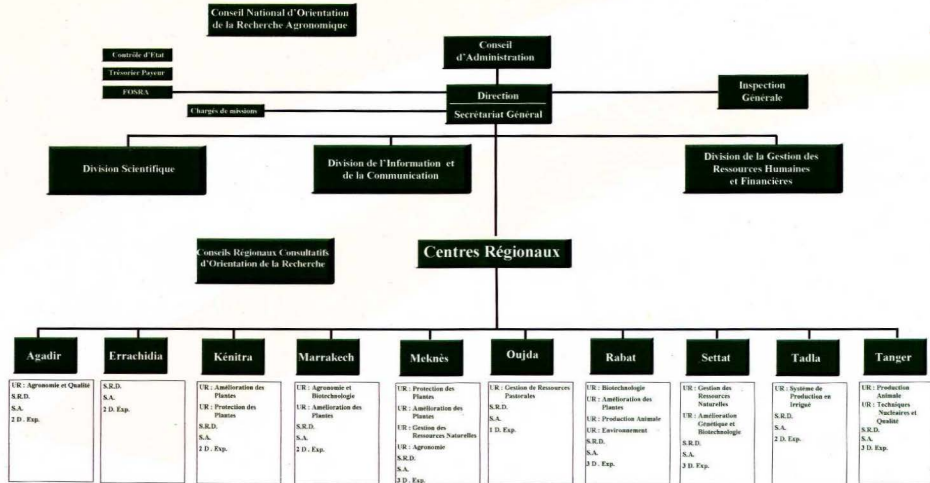 Conseil National d'Orientation
de la Recherche Agronomique
Conseil
d'Administration
Contrôle d'Etat
Trésorier Payeur
FOSRA
Chargés de missions
Direction
Secrétariat Général
Inspection
Générale
Division Scientifique
Division de l'Information et
de la Communication
Division de la Gestion des
Ressources Humaines
et Financières
Conseils Régionaux Consultatifs
d'Orientation de la Recherche
Centres Régionaux
Agadir
UR : Agronomie et Qualité
S.R.D.
S.A.
2 D. Exp.
Errachidia
S.R.D.
S.A.
2 D. Exp.
Kénitra
UR : Amélioration des
Plantes
UR : Protection des
Plantes
S.R.D.
S.A.
2 D. Exp.
Marrakech
UR : Agronomie et
Biotechnologie
UR : Amélioration des
Plantes
S.R.D.
S.A.
2 D. Exp.
Meknès
UR : Protection des
Plantes
UR : Amélioration des
Plantes
UR : Gestion des
Ressources Naturelles
UR : Agronomie
S.R.D.
S.A.
3 D. Exp.
Oujda
UR : Gestion de Ressources
Pastorales
S.R.D.
S.A.
1 D. Exp.
Rabat
UR : Biotechnologie
UR : Amélioration des
Plantes
UR : Production Animale
UR : Environnement
S.R.D.
S.A.
3 D. Exp.
Settat
UR : Gestion des
Ressources
Naturelles
UR : Amélioration
Génétique et
Biotechnologie
S.R.D.
S.A.
3 D. Exp.
Tadla
UR : Système de
Production en
Irrigué
S.R.D.
S.A.
2 D. Exp.
Tanger
UR : Production
Animale
UR : Techniques
Nucleaires et
Qualité
S.R.D.
S.A.
3 D. Exp.